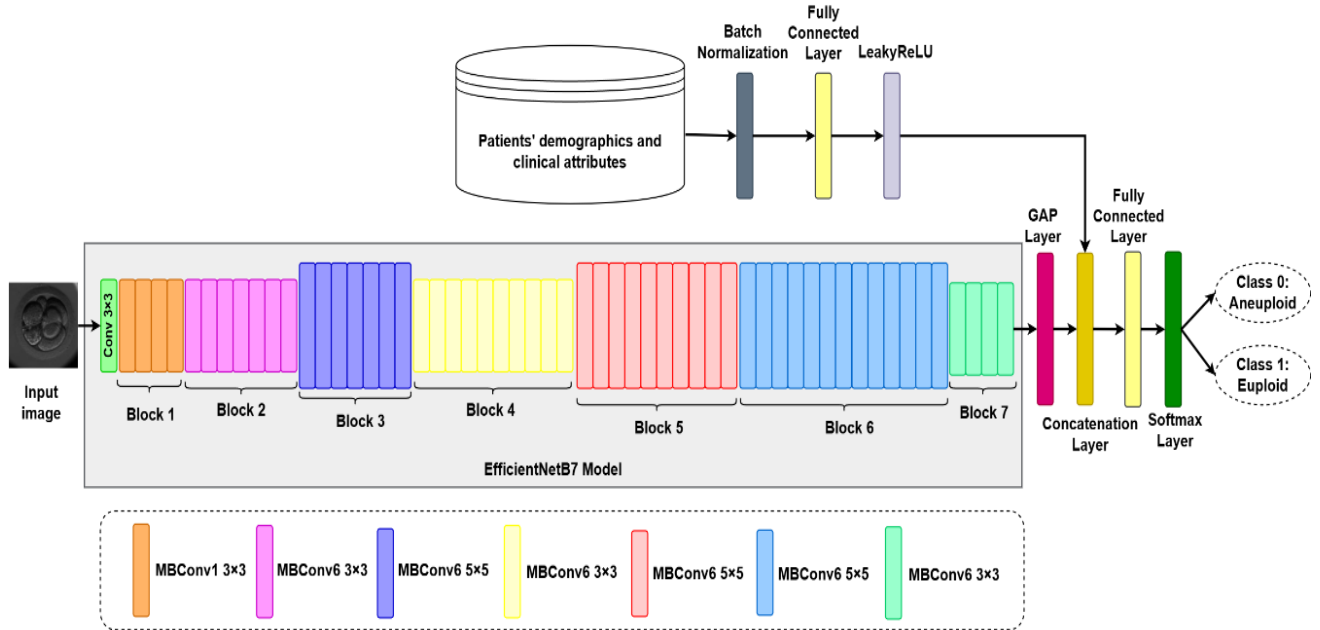 Batch
Normalization
Fully
Connected
Layer
LeakyReLU
Patients' demographics and
clinical attributes
GAP
Layer
Fully
Connected
Layer
Conv 3×3
Input
image
Block 1
Block 2
Block 3
Block 4
Block 5
Block 6
Block 7
Concatenation
Layer
Softmax
Layer
Class 0:
Aneuploid
Class 1:
Euploid
EfficientNetB7 Model
MBConv1 3×3
MBConv6 3×3
MBConv6 5×5
MBConv6 3×3
MBConv6 5×5
MBConv6 5×5
MBConv6 3×3